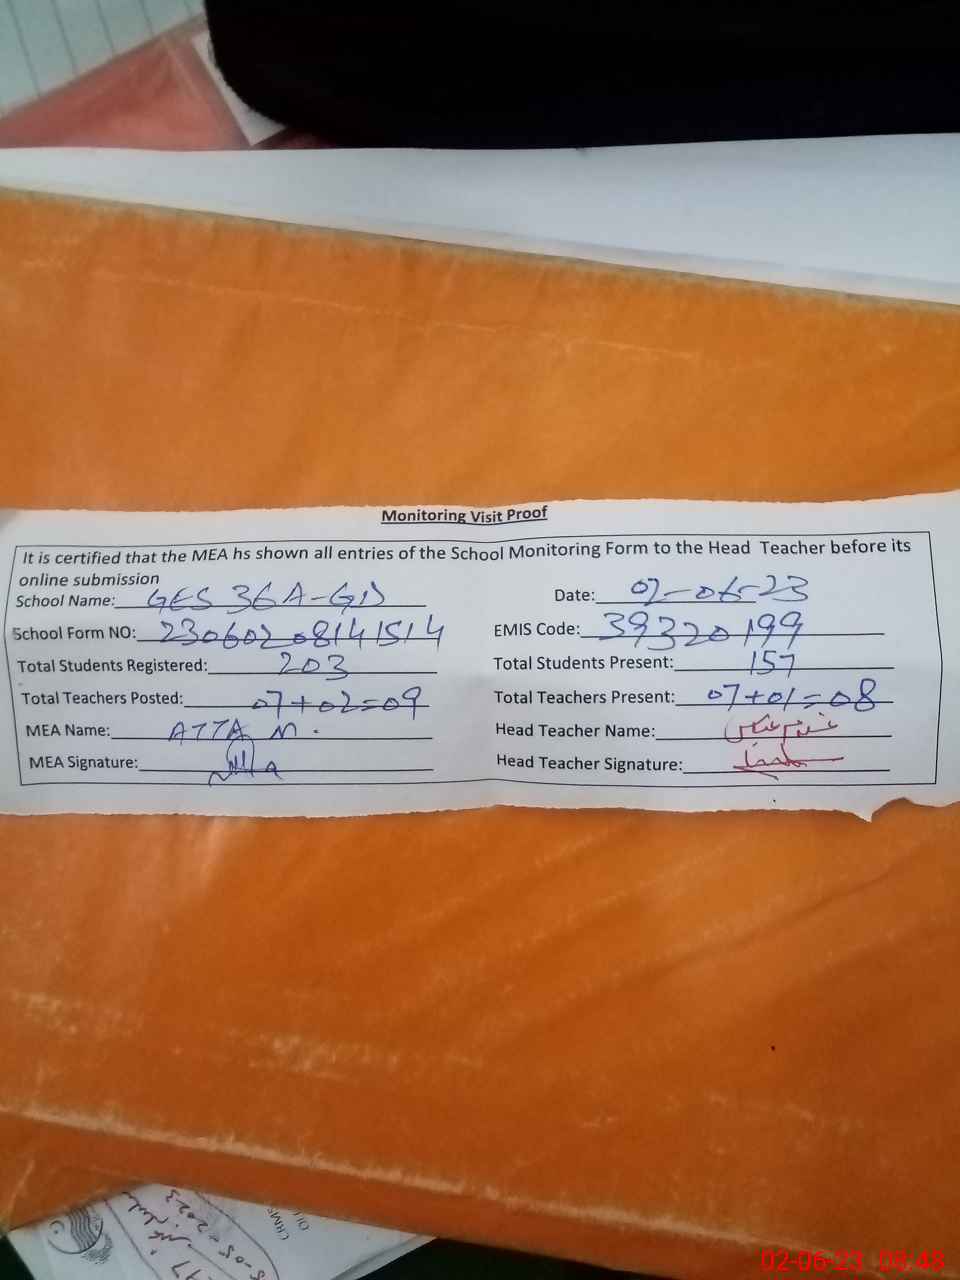 Monitoring Visit Proof
It is certified that the MEA hs shown all entries of the School Monitoring Form to the Head Teacher before its
online submission
School Name: GES 36A-GD Date: 02-06-23
School Form NO: 23060208141514 EMIS Code: 39320199
Total Students Registered: 203 Total Students Present: 157
Total Teachers Posted: 07+02=09 Total Teachers Present: 07+01=08
MEA Name: ATTA M. Head Teacher Name:
MEA Signature: Head Teacher Signature:
02-06-23 08:48